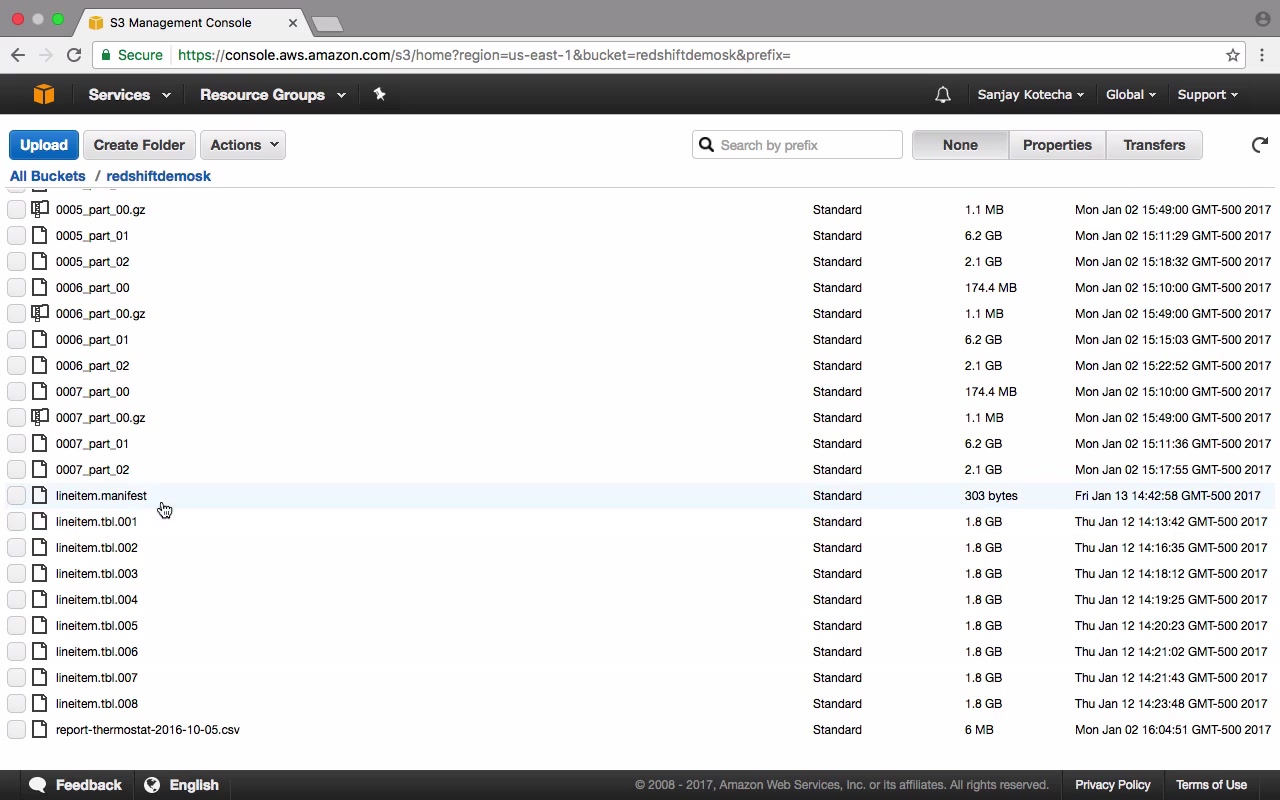 S3 Management Console
Secure https://console.aws.amazon.com/s3/home?region=us-east-1&bucket=redshiftdemosk&prefix=
Services Resource Groups Sanjay Kotecha Global Support
Upload Create Folder Actions Search by prefix None Properties Transfers
All Buckets / redshiftdemosk
0005_part_00.gz Standard 1.1 MB Mon Jan 02 15:49:00 GMT-500 2017
0005_part_01 Standard 6.2 GB Mon Jan 02 15:11:29 GMT-500 2017
0005_part_02 Standard 2.1 GB Mon Jan 02 15:18:32 GMT-500 2017
0006_part_00 Standard 174.4 MB Mon Jan 02 15:10:00 GMT-500 2017
0006_part_00.gz Standard 1.1 MB Mon Jan 02 15:49:00 GMT-500 2017
0006_part_01 Standard 6.2 GB Mon Jan 02 15:15:03 GMT-500 2017
0006_part_02 Standard 2.1 GB Mon Jan 02 15:22:52 GMT-500 2017
0007_part_00 Standard 174.4 MB Mon Jan 02 15:10:00 GMT-500 2017
0007_part_00.gz Standard 1.1 MB Mon Jan 02 15:49:00 GMT-500 2017
0007_part_01 Standard 6.2 GB Mon Jan 02 15:11:36 GMT-500 2017
0007_part_02 Standard 2.1 GB Mon Jan 02 15:17:55 GMT-500 2017
lineitem.manifest Standard 303 bytes Fri Jan 13 14:42:58 GMT-500 2017
lineitem.tbl.001 Standard 1.8 GB Thu Jan 12 14:13:42 GMT-500 2017
lineitem.tbl.002 Standard 1.8 GB Thu Jan 12 14:16:35 GMT-500 2017
lineitem.tbl.003 Standard 1.8 GB Thu Jan 12 14:18:12 GMT-500 2017
lineitem.tbl.004 Standard 1.8 GB Thu Jan 12 14:19:25 GMT-500 2017
lineitem.tbl.005 Standard 1.8 GB Thu Jan 12 14:20:23 GMT-500 2017
lineitem.tbl.006 Standard 1.8 GB Thu Jan 12 14:21:02 GMT-500 2017
lineitem.tbl.007 Standard 1.8 GB Thu Jan 12 14:21:43 GMT-500 2017
lineitem.tbl.008 Standard 1.8 GB Thu Jan 12 14:23:48 GMT-500 2017
report-thermostat-2016-10-05.csv Standard 6 MB Mon Jan 02 16:04:51 GMT-500 2017
Feedback English © 2008 - 2017, Amazon Web Services, Inc. or its affiliates. All rights reserved. Privacy Policy Terms of Use